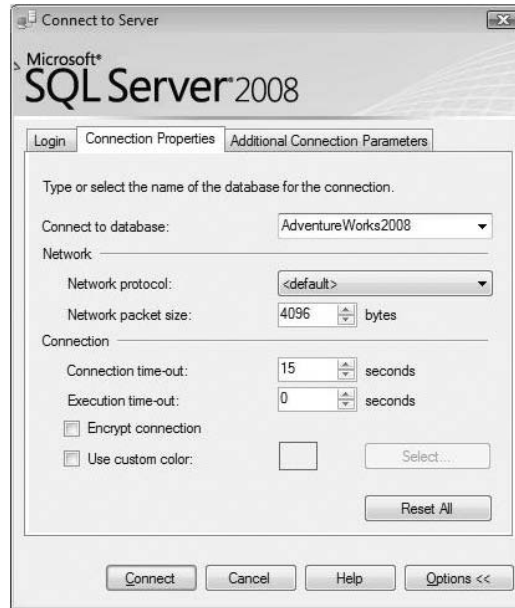 Connect to Server
Microsoft®
SQL Server® 2008
Login Connection Properties Additional Connection Parameters
Type or select the name of the database for the connection.
Connect to database: AdventureWorks2008
Network
Network protocol: <default>
Network packet size: 4096 bytes
Connection
Connection time-out: 15 seconds
Execution time-out: 0 seconds
Encrypt connection
Use custom color: Select...
Reset All
Connect Cancel Help Options <<